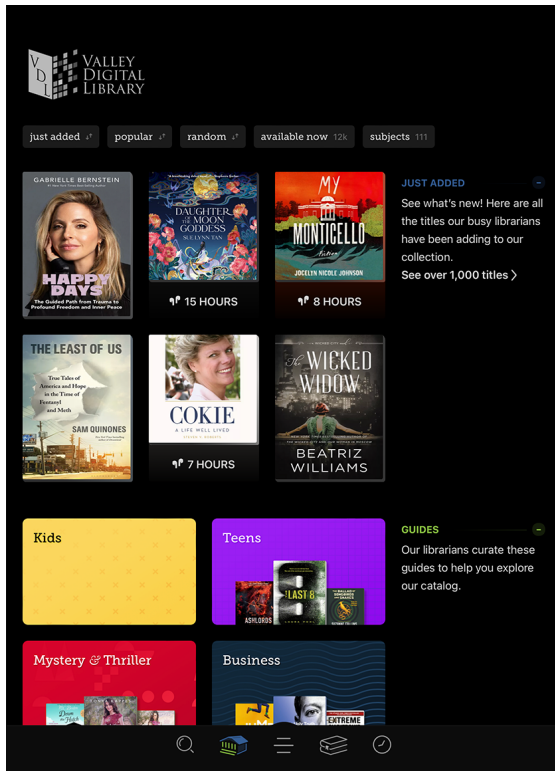 VDL
VALLEY
DIGITAL
LIBRARY
just added
popular
random
available now 12k
subjects 111
GABRIELLE BERNSTEIN
HAPPY
DAYS
The Guided Path from Trauma to
Profound Freedom and Inner Peace
DAUGHTER
of the MOON
GODDESS
SUE LYNN TAN
15 HOURS
MY
MONTICELLO
Fiction
JOCELYN NICOLE JOHNSON
8 HOURS
JUST ADDED
See what's new! Here are all
the titles our busy librarians
have been adding to our
collection.
See over 1,000 titles
THE LEAST OF US
True Tales of
America and Hope
in the Time of
Fentanyl
and Meth
SAM QUINONES
COKIE
A LIFE WELL LIVED
STEVEN V. ROBERTS
7 HOURS
The WICKED
WIDOW
BEATRIZ
WILLIAMS
Kids
Teens
ASHLORDS
THE LAST 8
GUIDES
Our librarians curate these
guides to help you explore
our catalog.
Mystery & Thriller
Business
EXTREME